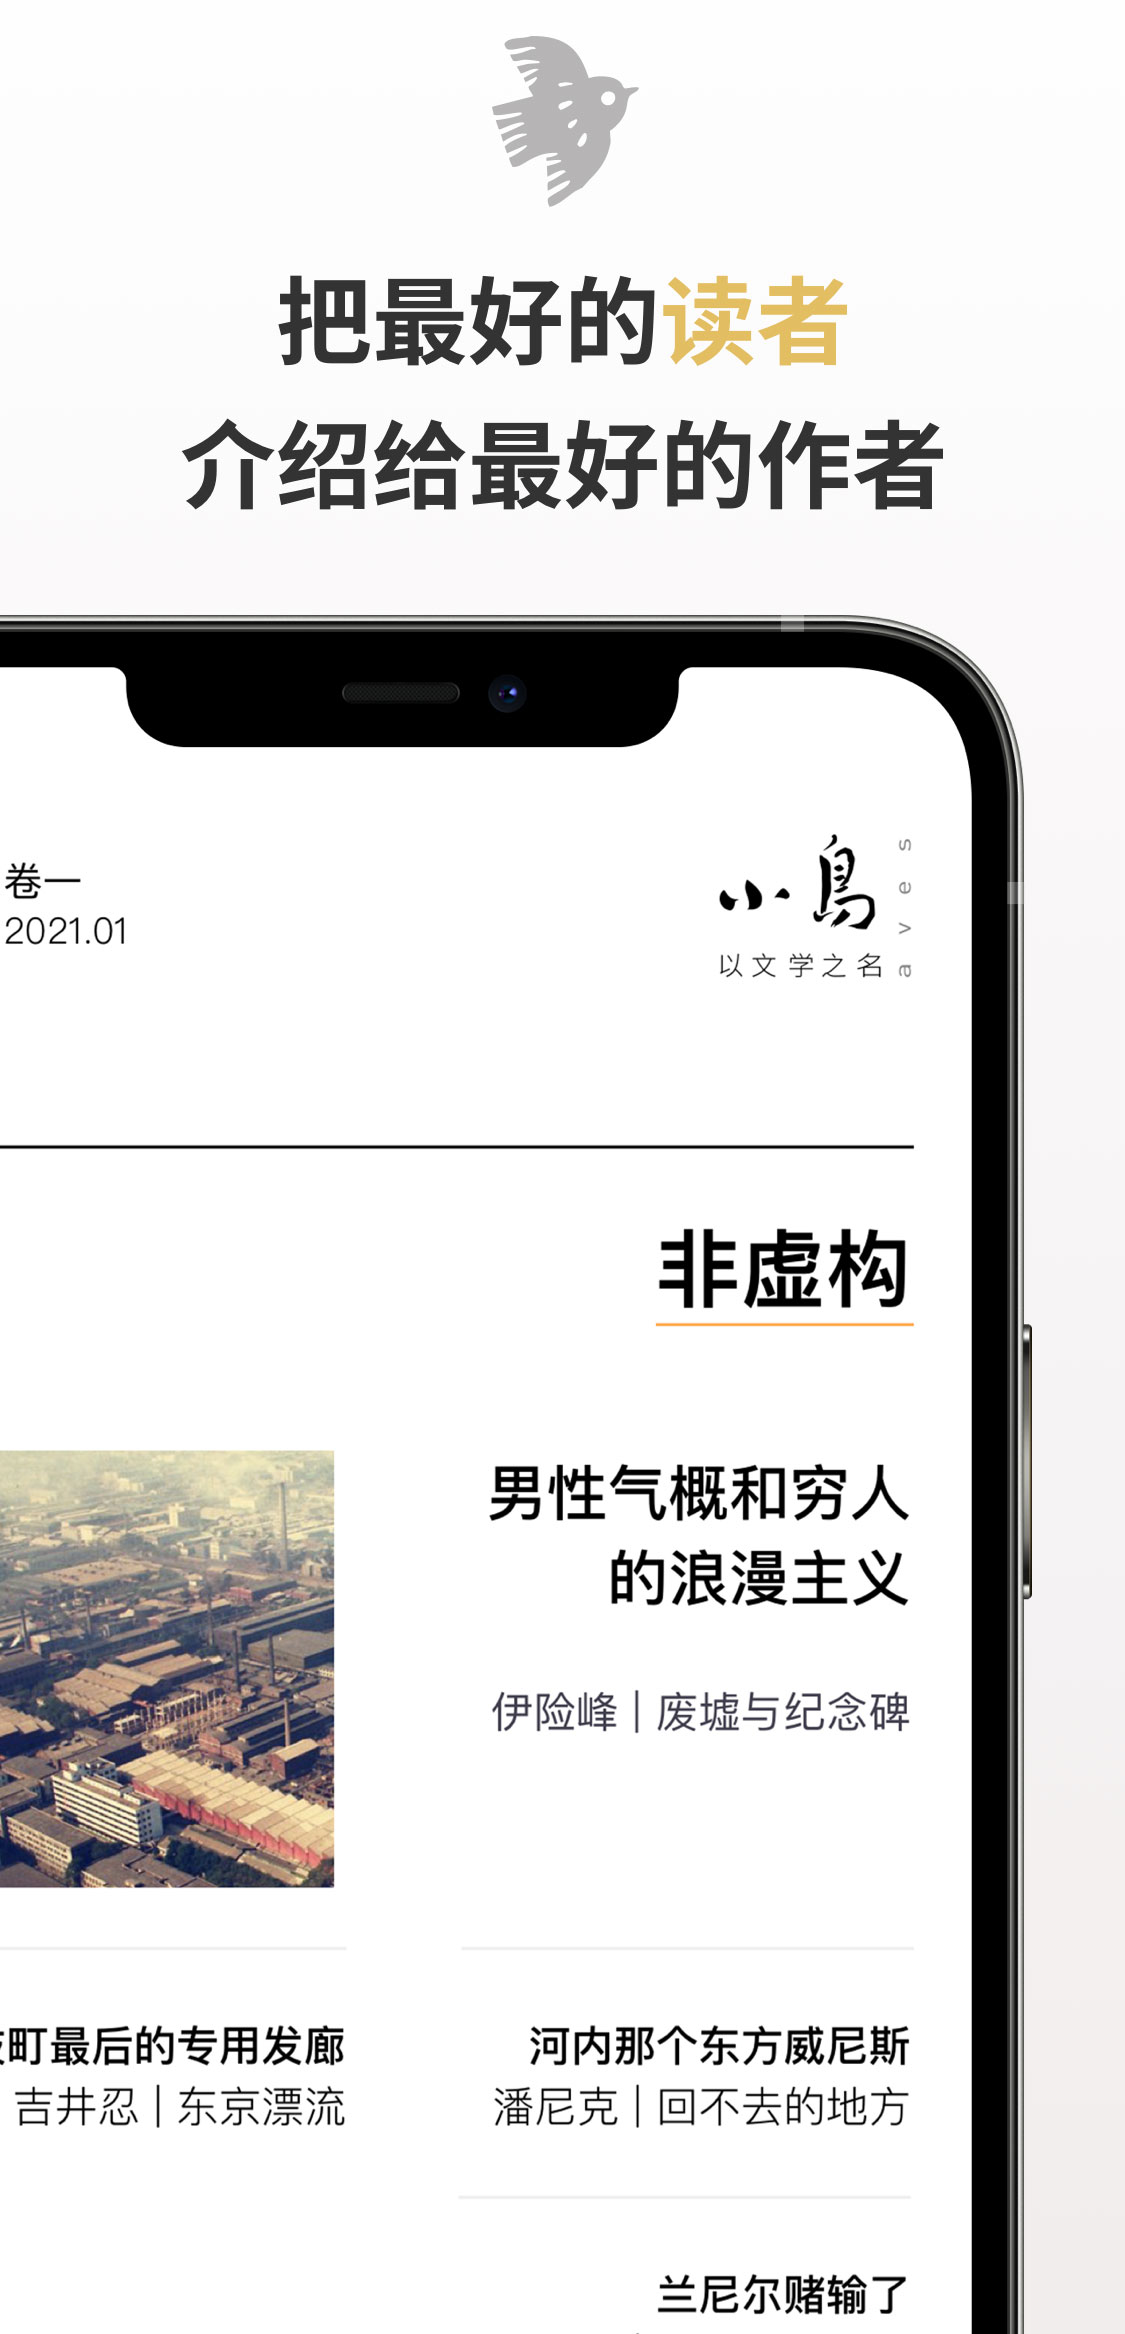 把最好的读者
介绍给最好的作者
卷一
2021.01
小鳥
aves
以文学之名
非虚构
男性气概和穷人
的浪漫主义
伊险峰 | 废墟与纪念碑
町最后的专用发廊
吉井忍 | 东京漂流
河内那个东方威尼斯
潘尼克 | 回不去的地方
兰尼尔赌输了